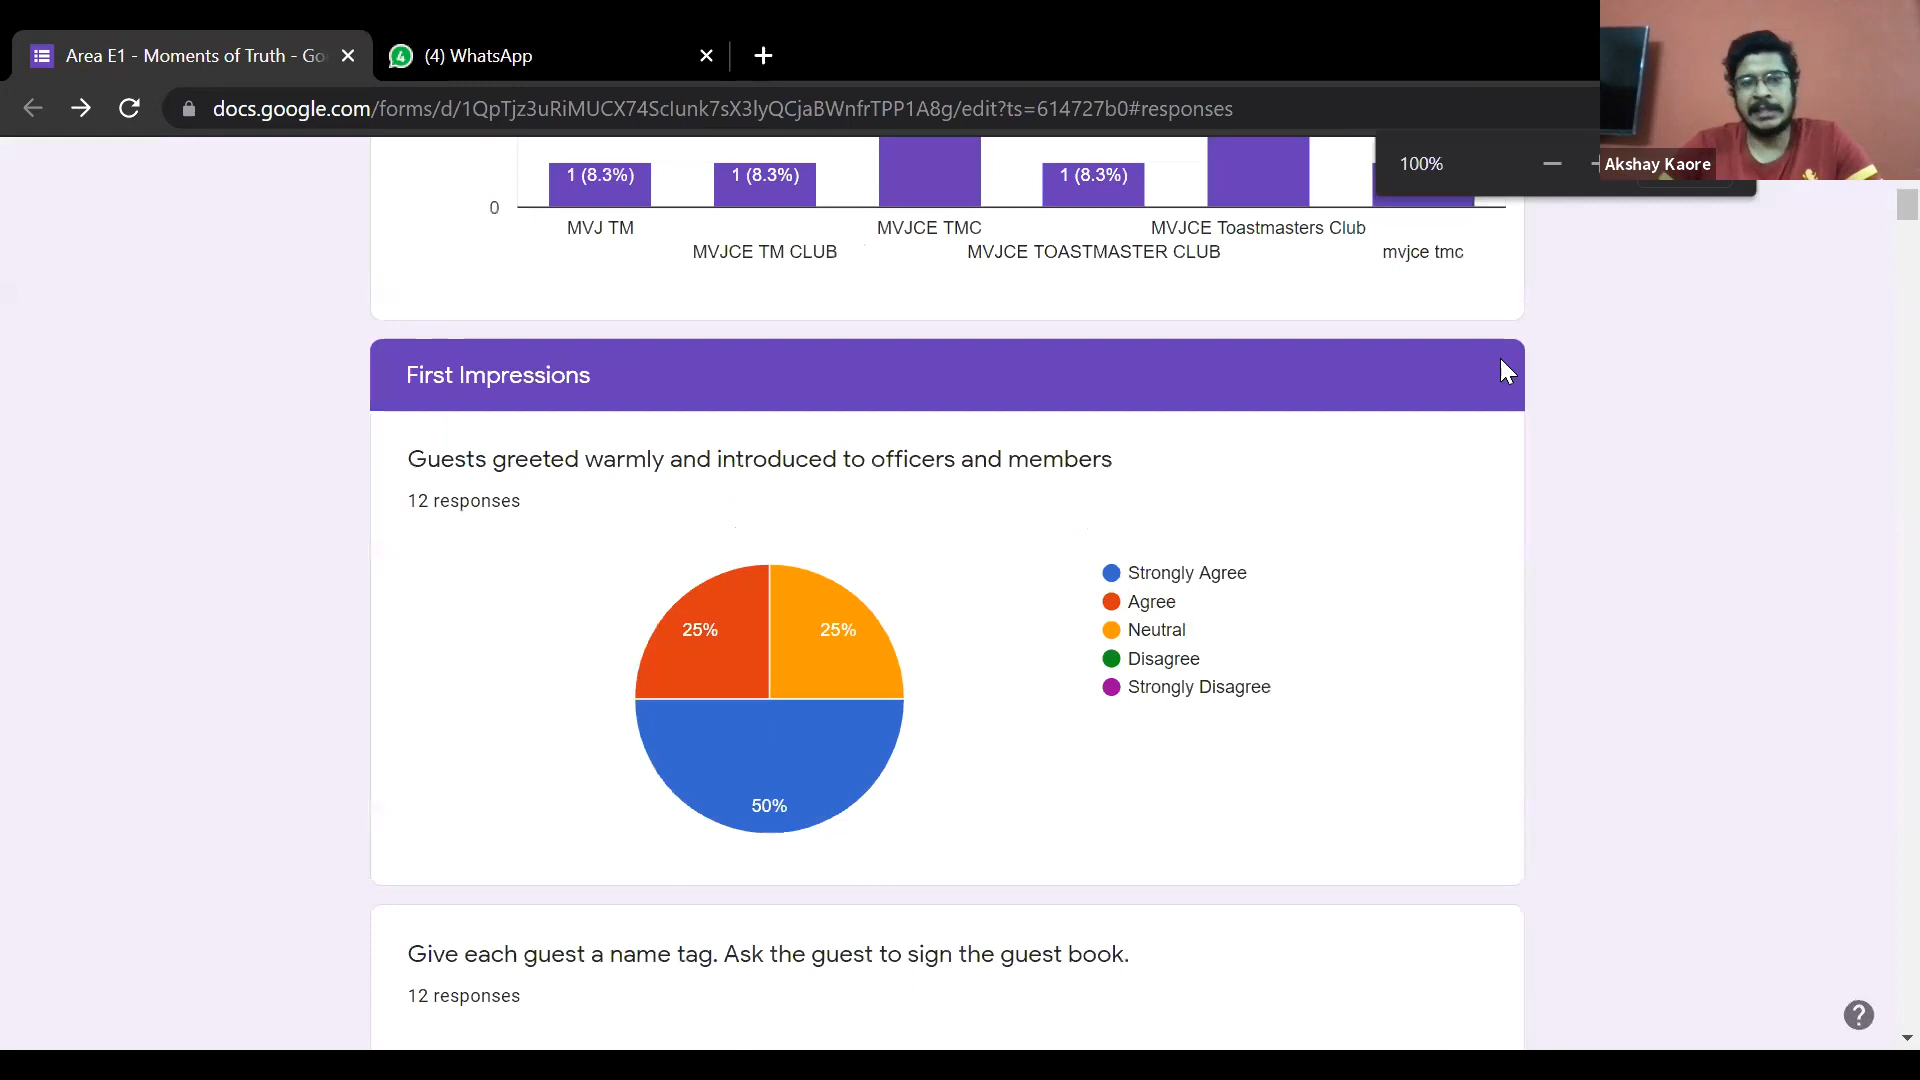 Area E1 - Moments of Truth - Go
(4) WhatsApp
docs.google.com/forms/d/1QpTjz3uRiMUCX74ScIunk7sX3lyQCjaBWnfrTPP1A8g/edit?ts=614727b0#responses
100%
Akshay Kaore
1 (8.3%)
1 (8.3%)
1 (8.3%)
0
MVJ TM
MVJCE TM CLUB
MVJCE TMC
MVJCE TOASTMASTER CLUB
MVJCE Toastmasters Club
mvjce tmc
First Impressions
Guests greeted warmly and introduced to officers and members
12 responses
25%
25%
50%
Strongly Agree
Agree
Neutral
Disagree
Strongly Disagree
Give each guest a name tag. Ask the guest to sign the guest book.
12 responses